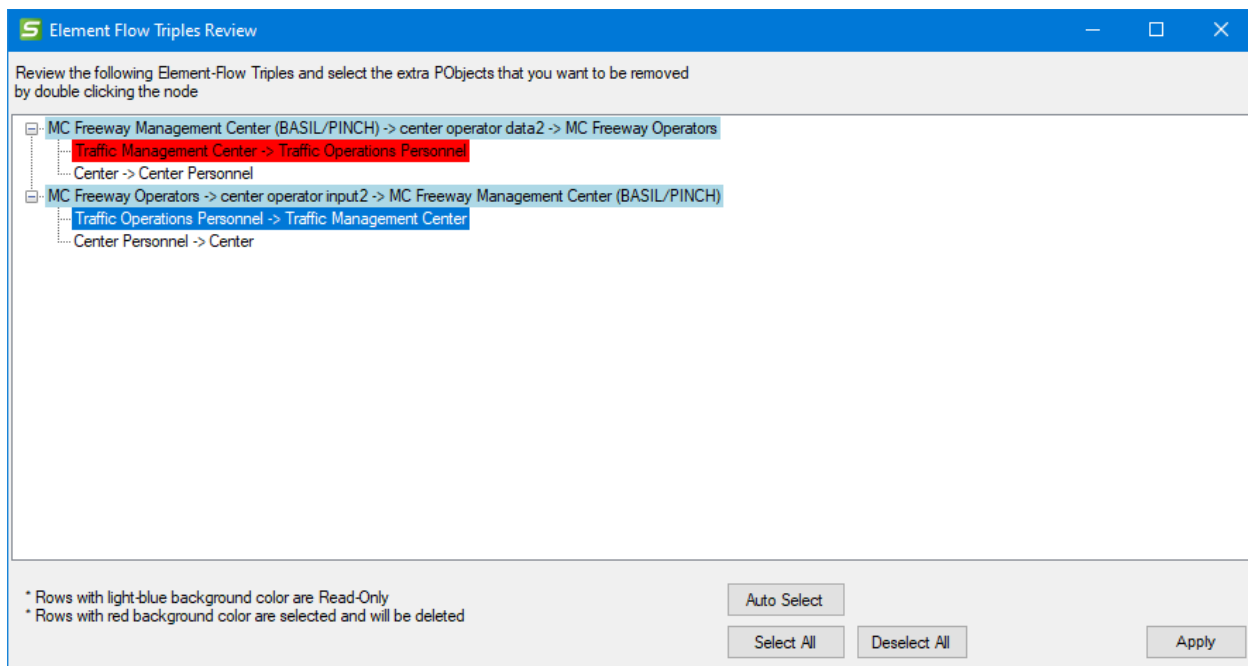 S Element Flow Triples Review
Review the following Element-Flow Triples and select the extra PObjects that you want to be removed
by double clicking the node
MC Freeway Management Center (BASIL/PINCH) -> center operator data2 -> MC Freeway Operators
Traffic Management Center -> Traffic Operations Personnel
Center -> Center Personnel
MC Freeway Operators -> center operator input2 -> MC Freeway Management Center (BASIL/PINCH)
Traffic Operations Personnel -> Traffic Management Center
Center Personnel -> Center
* Rows with light-blue background color are Read-Only
* Rows with red background color are selected and will be deleted
Auto Select
Select All Deselect All Apply